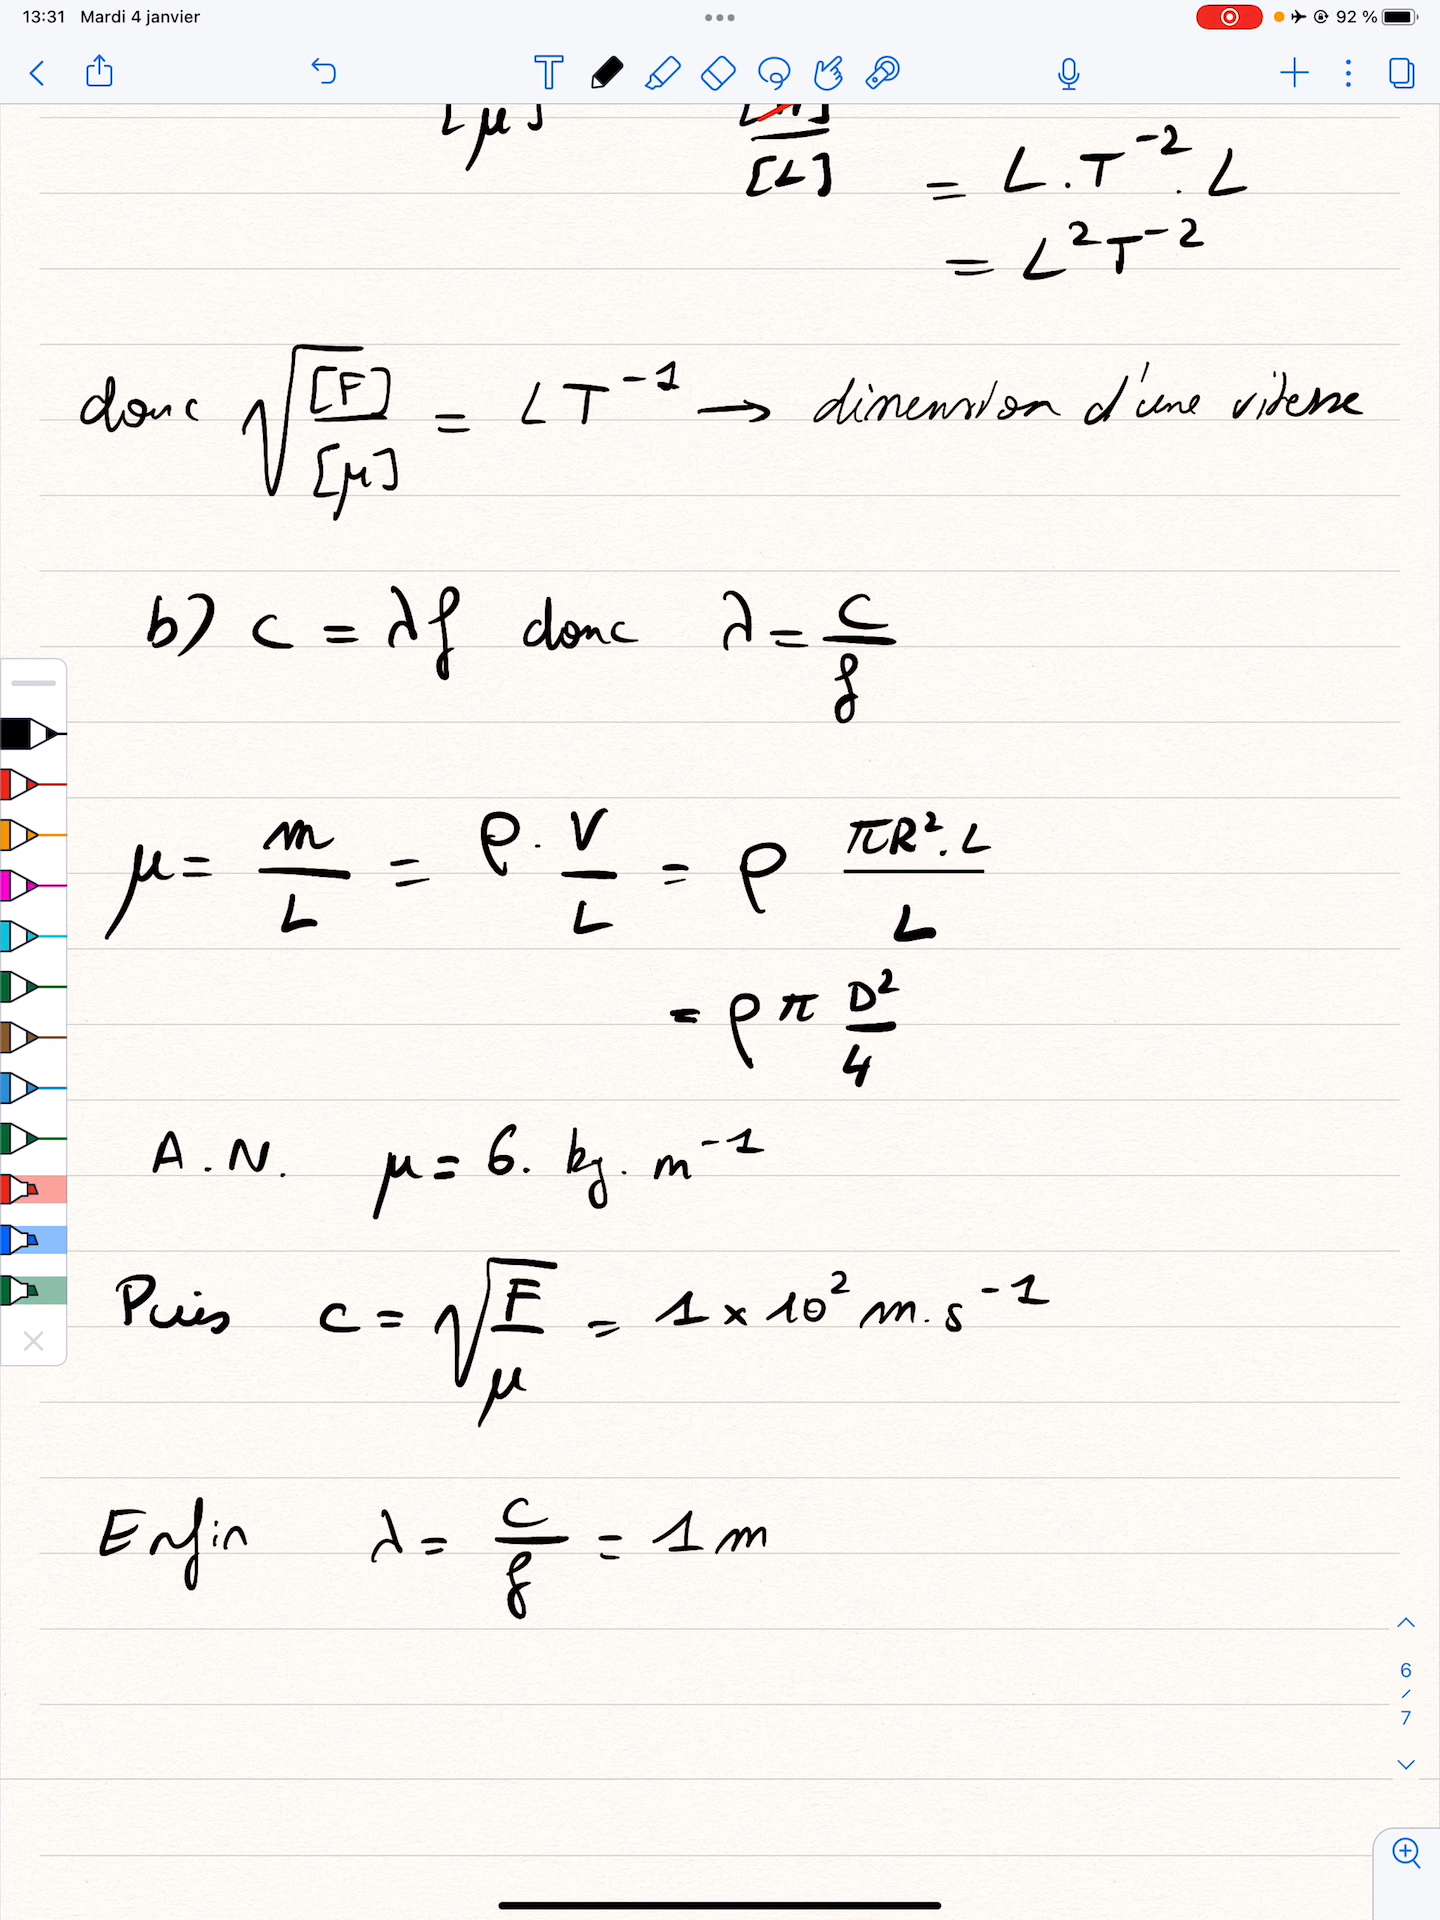 13:31 Mardi 4 janvier 92 %
[μ] [L] = L.T⁻².L
= L²T⁻²
donc √([F]/[μ]) = LT⁻¹ → dimension d'une vitesse
b) c = λf donc λ = c/f
μ = m/L = ρ.V/L = ρ πR².L/L
= ρ π D²/4
A.N. μ = 6. kg.m⁻¹
Puis c = √(F/μ) = 1 × 10² m.s⁻¹
Enfin λ = c/f = 1 m
6
/
7